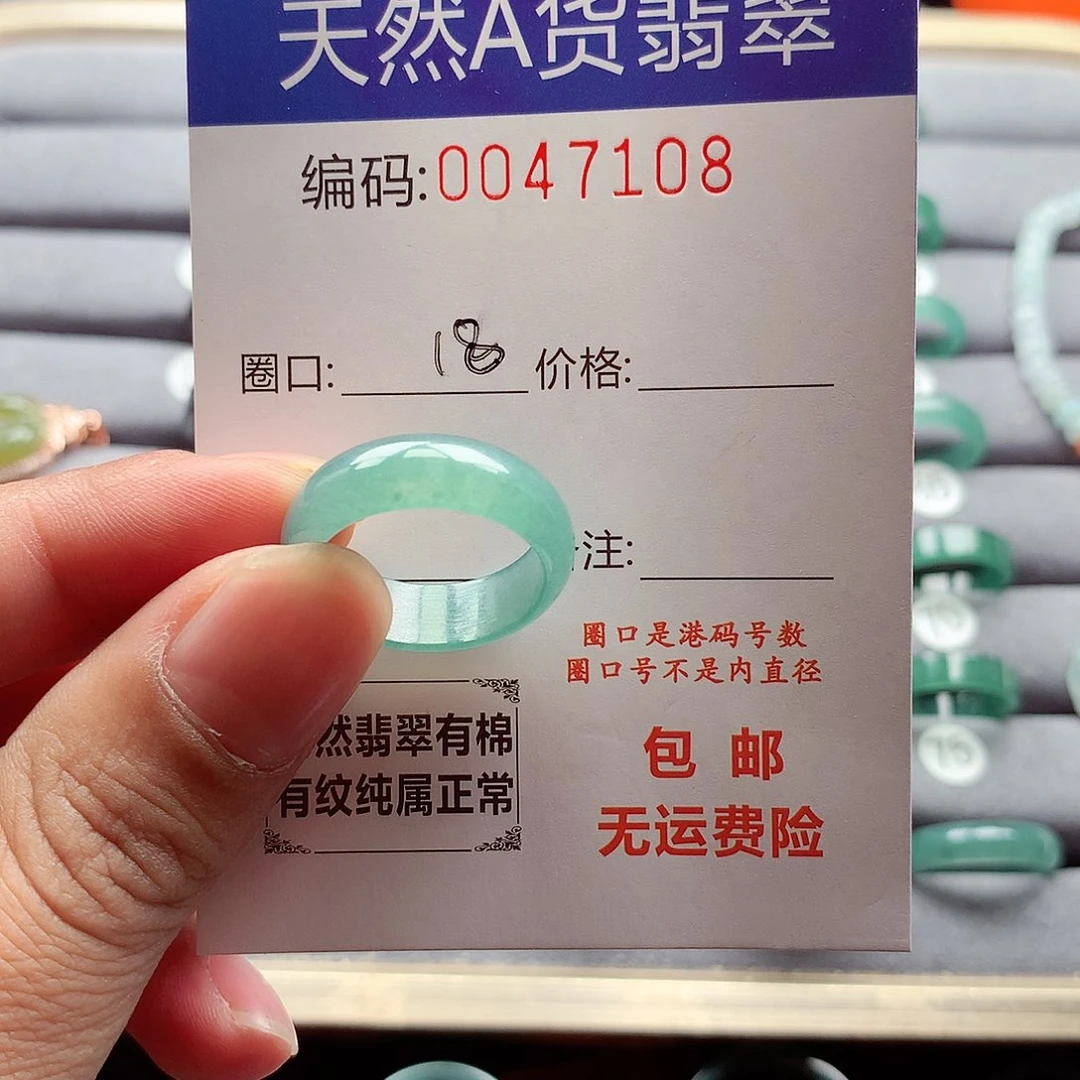 天然A货翡翠
编码:0047108
圈口: 18 价格:
注:
圈口是港码号数
圈口号不是内直径
然翡翠有棉
有纹纯属正常
包 邮
无运费险